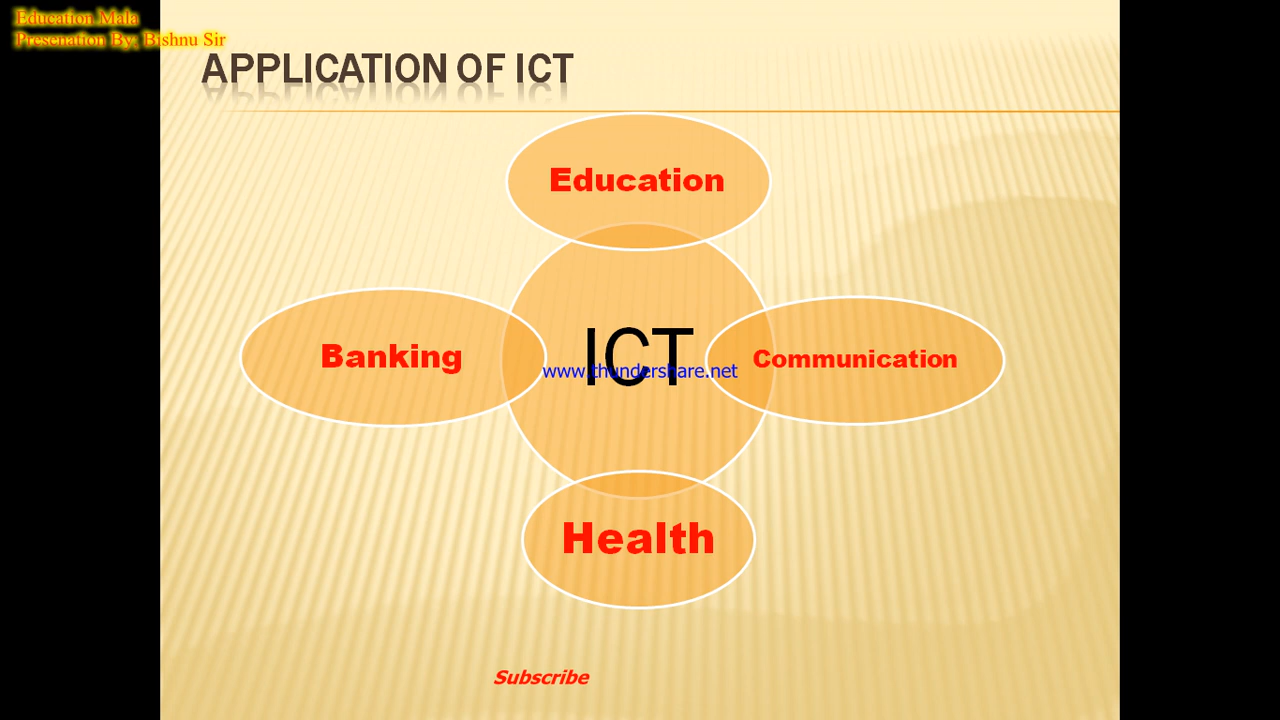 Education Mala
Presenation By; Bishnu Sir
APPLICATION OF ICT
Education
Banking
ICT
www.thundershare.net
Communication
Health
Subscribe